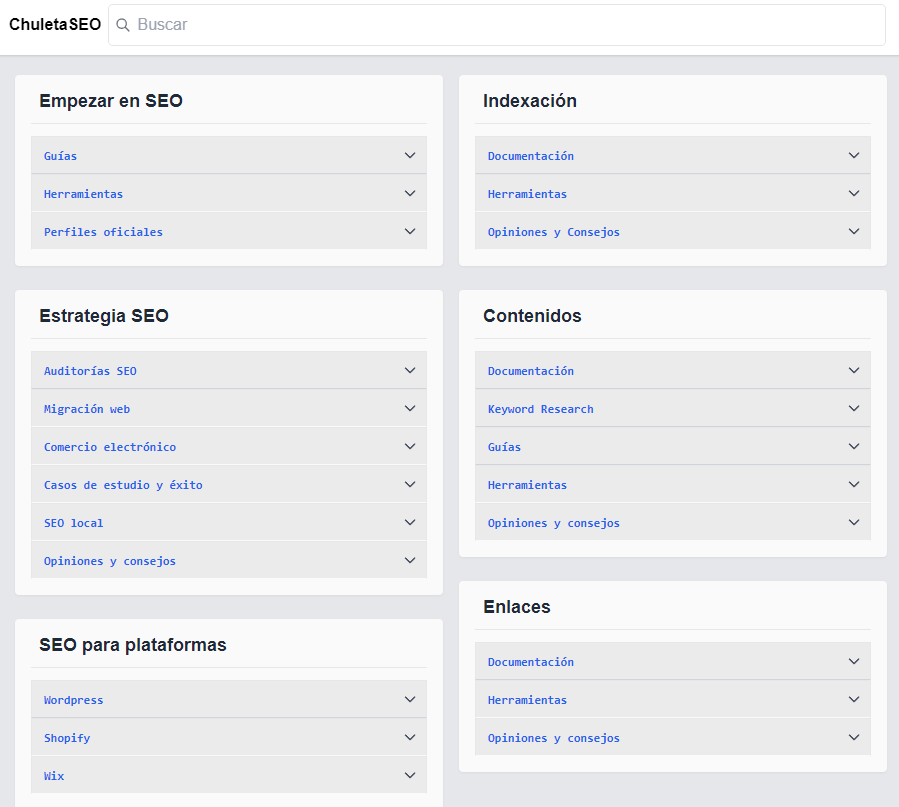 ChuletaSEO
Buscar
Empezar en SEO
Guías
Herramientas
Perfiles oficiales
Estrategia SEO
Auditorías SEO
Migración web
Comercio electrónico
Casos de estudio y éxito
SEO local
Opiniones y consejos
SEO para plataformas
Wordpress
Shopify
Wix
Indexación
Documentación
Herramientas
Opiniones y Consejos
Contenidos
Documentación
Keyword Research
Guías
Herramientas
Opiniones y consejos
Enlaces
Documentación
Herramientas
Opiniones y consejos